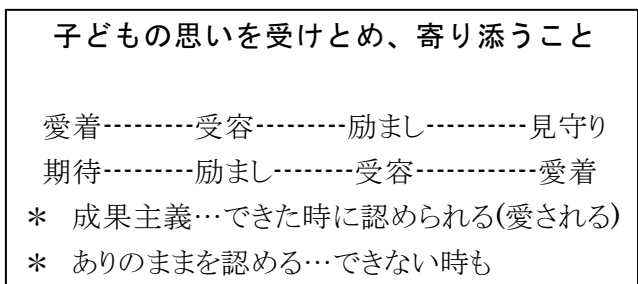 子どもの思いを受けとめ、寄り添うこと
愛着---------受容---------励まし----------見守り
期待---------励まし--------受容------------愛着
＊　成果主義…できた時に認められる(愛される)
＊　ありのままを認める…できない時も